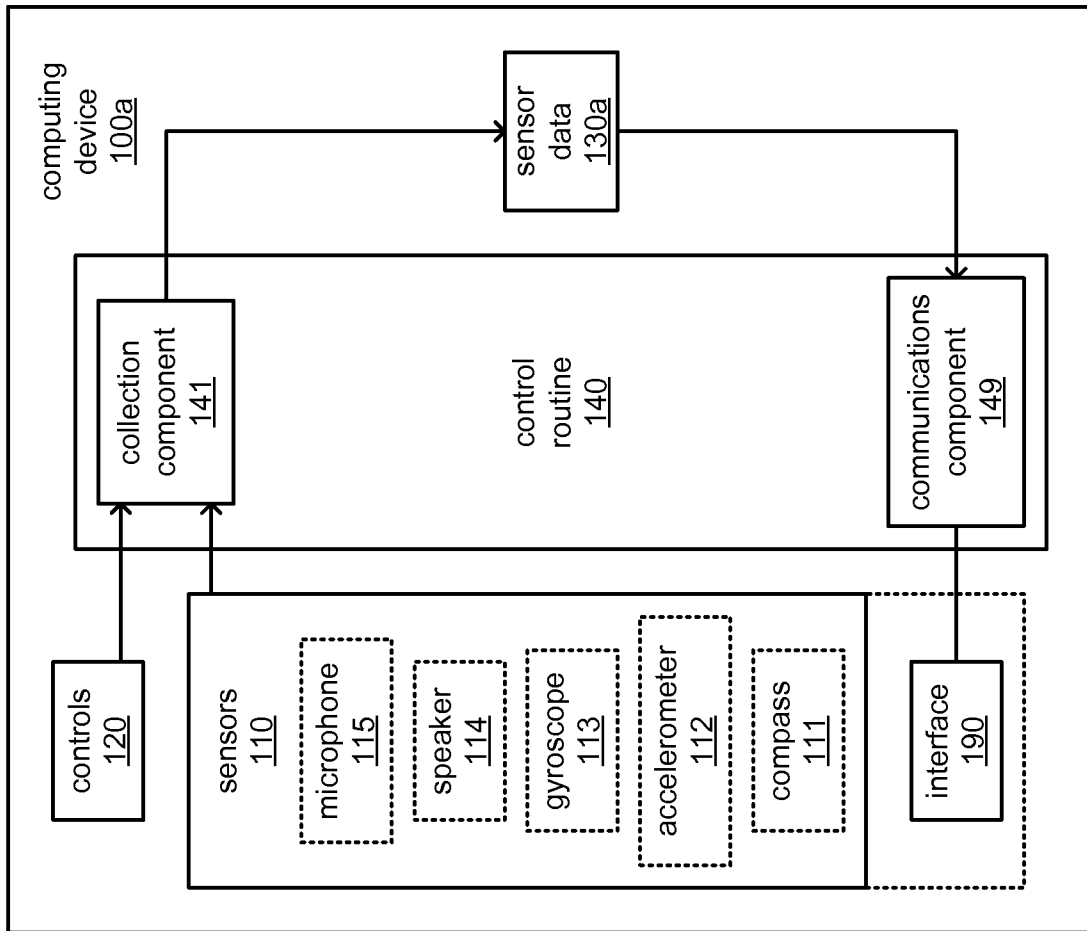 computing
device
100a
controls
120
collection
component
141
sensors
110
microphone
115
speaker
114
gyroscope
113
accelerometer
112
compass
111
control
routine
140
sensor
data
130a
interface
190
communications
component
149